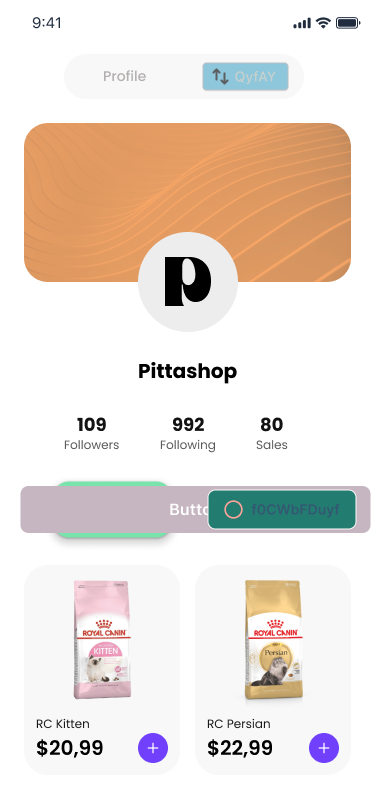 9:41
Profile
QyfAY
p
Pittashop
109 992 80
Followers Following Sales
f0CWbFDuyf
ROYAL CANIN
KITTEN
ROYAL CANIN
Persian
RC Kitten
RC Persian
$20,99
$22,99